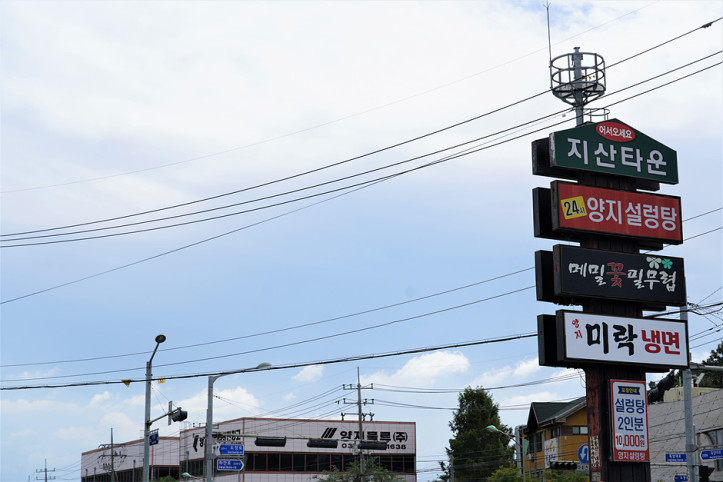 어서오세요
지산타운
24시 양지설렁탕
메밀꽃필무렵
양지 미락 냉면
설렁탕
2인분
10,000원
양지설렁탕
양지물류(주)
1638